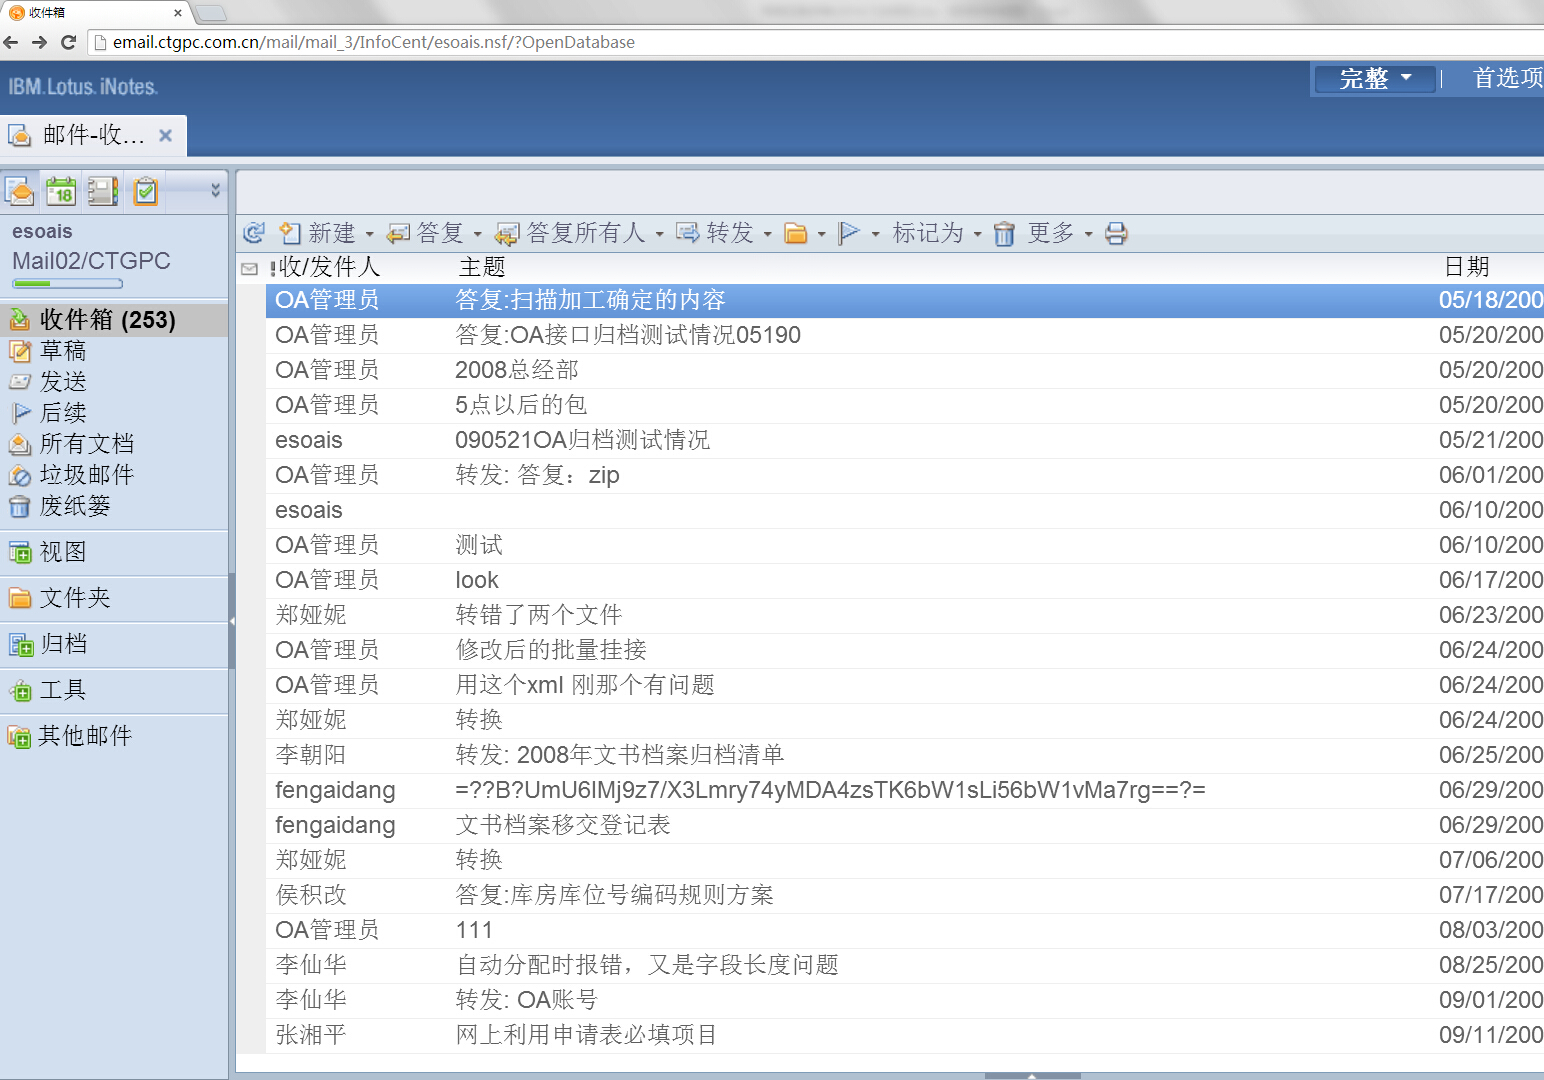 收件箱
email.ctgpc.com.cn/mail/mail_3/InfoCent/esoais.nsf/?OpenDatabase
IBM.Lotus.iNotes.
完整
首选项
邮件-收...
18
esoais
Mail02/CTGPC
收件箱 (253)
草稿
发送
后续
所有文档
垃圾邮件
废纸篓
视图
文件夹
归档
工具
其他邮件
新建 答复 答复所有人 转发 标记为 更多
!收/发件人 主题 日期
OA管理员 答复:扫描加工确定的内容 05/18/200
OA管理员 答复:OA接口归档测试情况05190 05/20/200
OA管理员 2008总经部 05/20/200
OA管理员 5点以后的包 05/20/200
esoais 090521OA归档测试情况 05/21/200
OA管理员 转发: 答复：zip 06/01/200
esoais 06/10/200
OA管理员 测试 06/10/200
OA管理员 look 06/17/200
郑娅妮 转错了两个文件 06/23/200
OA管理员 修改后的批量挂接 06/24/200
OA管理员 用这个xml 刚那个有问题 06/24/200
郑娅妮 转换 06/24/200
李朝阳 转发: 2008年文书档案归档清单 06/25/200
fengaidang =??B?UmU6lMj9z7/X3Lmry74yMDA4zsTK6bW1sLi56bW1vMa7rg==?= 06/29/200
fengaidang 文书档案移交登记表 06/29/200
郑娅妮 转换 07/06/200
侯积改 答复:库房库位号编码规则方案 07/17/200
OA管理员 111 08/03/200
李仙华 自动分配时报错，又是字段长度问题 08/25/200
李仙华 转发: OA账号 09/01/200
张湘平 网上利用申请表必填项目 09/11/200